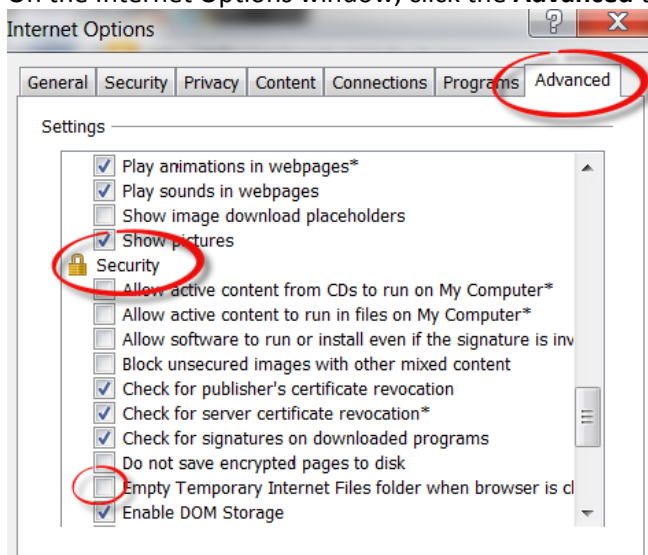 On the Internet Options window, click the Advanced
Internet Options
General Security Privacy Content Connections Programs Advanced
Settings
Play animations in webpages*
Play sounds in webpages
Show image download placeholders
Show pictures
Security
Allow active content from CDs to run on My Computer*
Allow active content to run in files on My Computer*
Allow software to run or install even if the signature is inv
Block unsecured images with other mixed content
Check for publisher's certificate revocation
Check for server certificate revocation*
Check for signatures on downloaded programs
Do not save encrypted pages to disk
Empty Temporary Internet Files folder when browser is cl
Enable DOM Storage